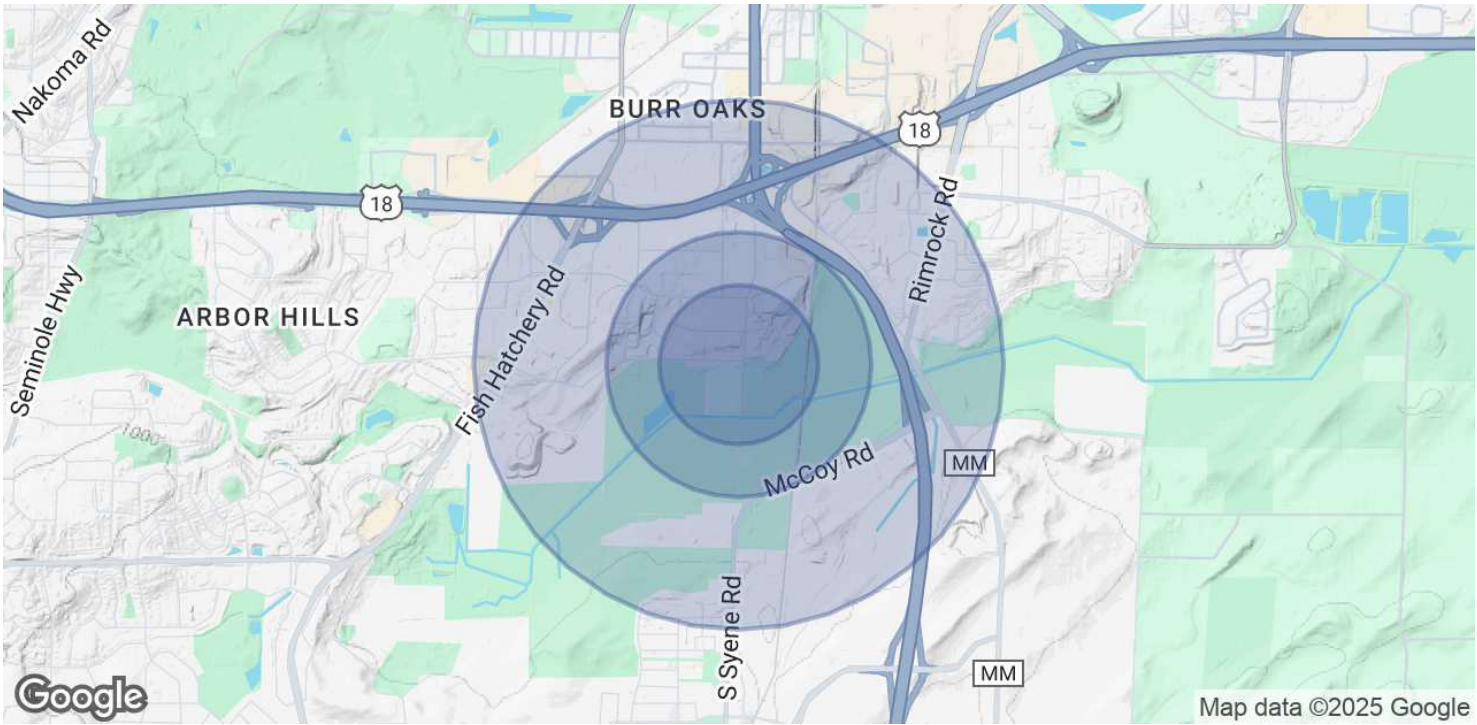 Nakoma Rd
BURR OAKS
18
18
Rimrock Rd
Seminole Hwy
ARBOR HILLS
Fish Hatchery Rd
1000
McCoy Rd
MM
S Syene Rd
MM
Google
Map data ©2025 Google